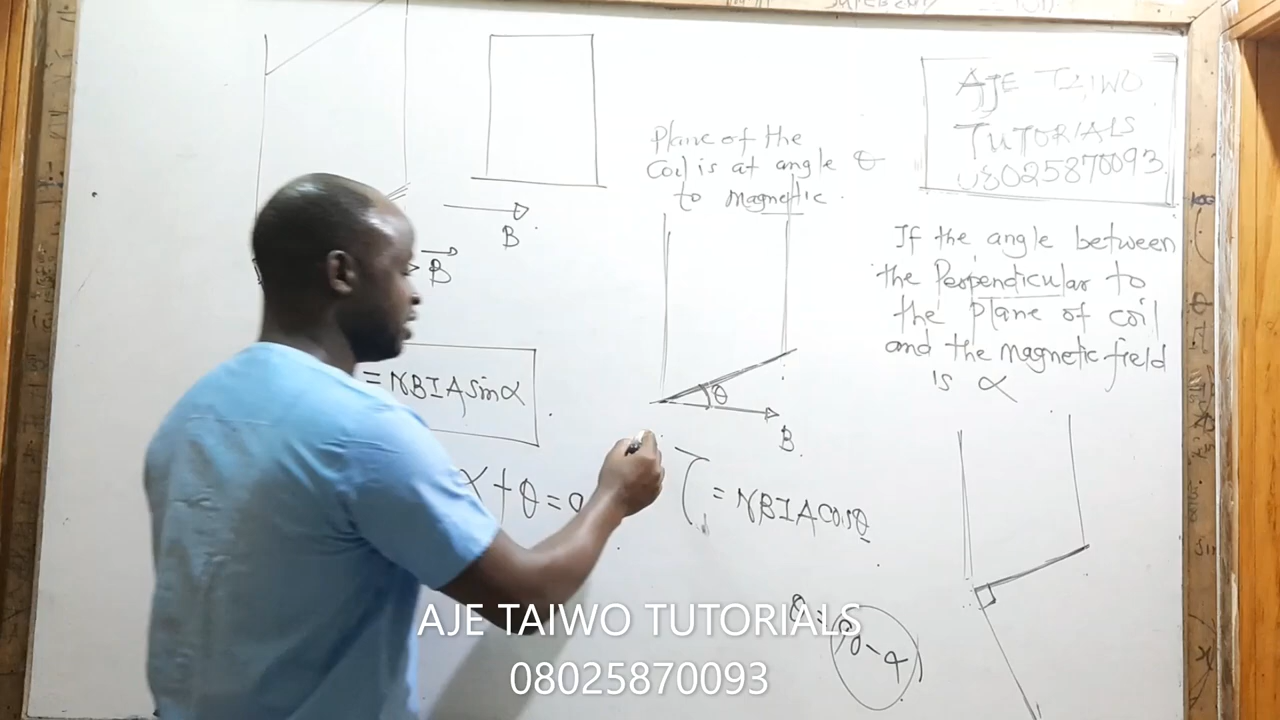 B
B
= NBIA sin α
α + θ = 9
Plane of the
Coil is at angle θ
to magnetic.
θ
B
τ = NBIA cos θ
θ = 90 - α
AJE TAIWO
TUTORIALS
08025870093
If the angle between
the Perpendicular to
the plane of coil
and the magnetic field
is α
AJE TAIWO TUTORIALS
08025870093